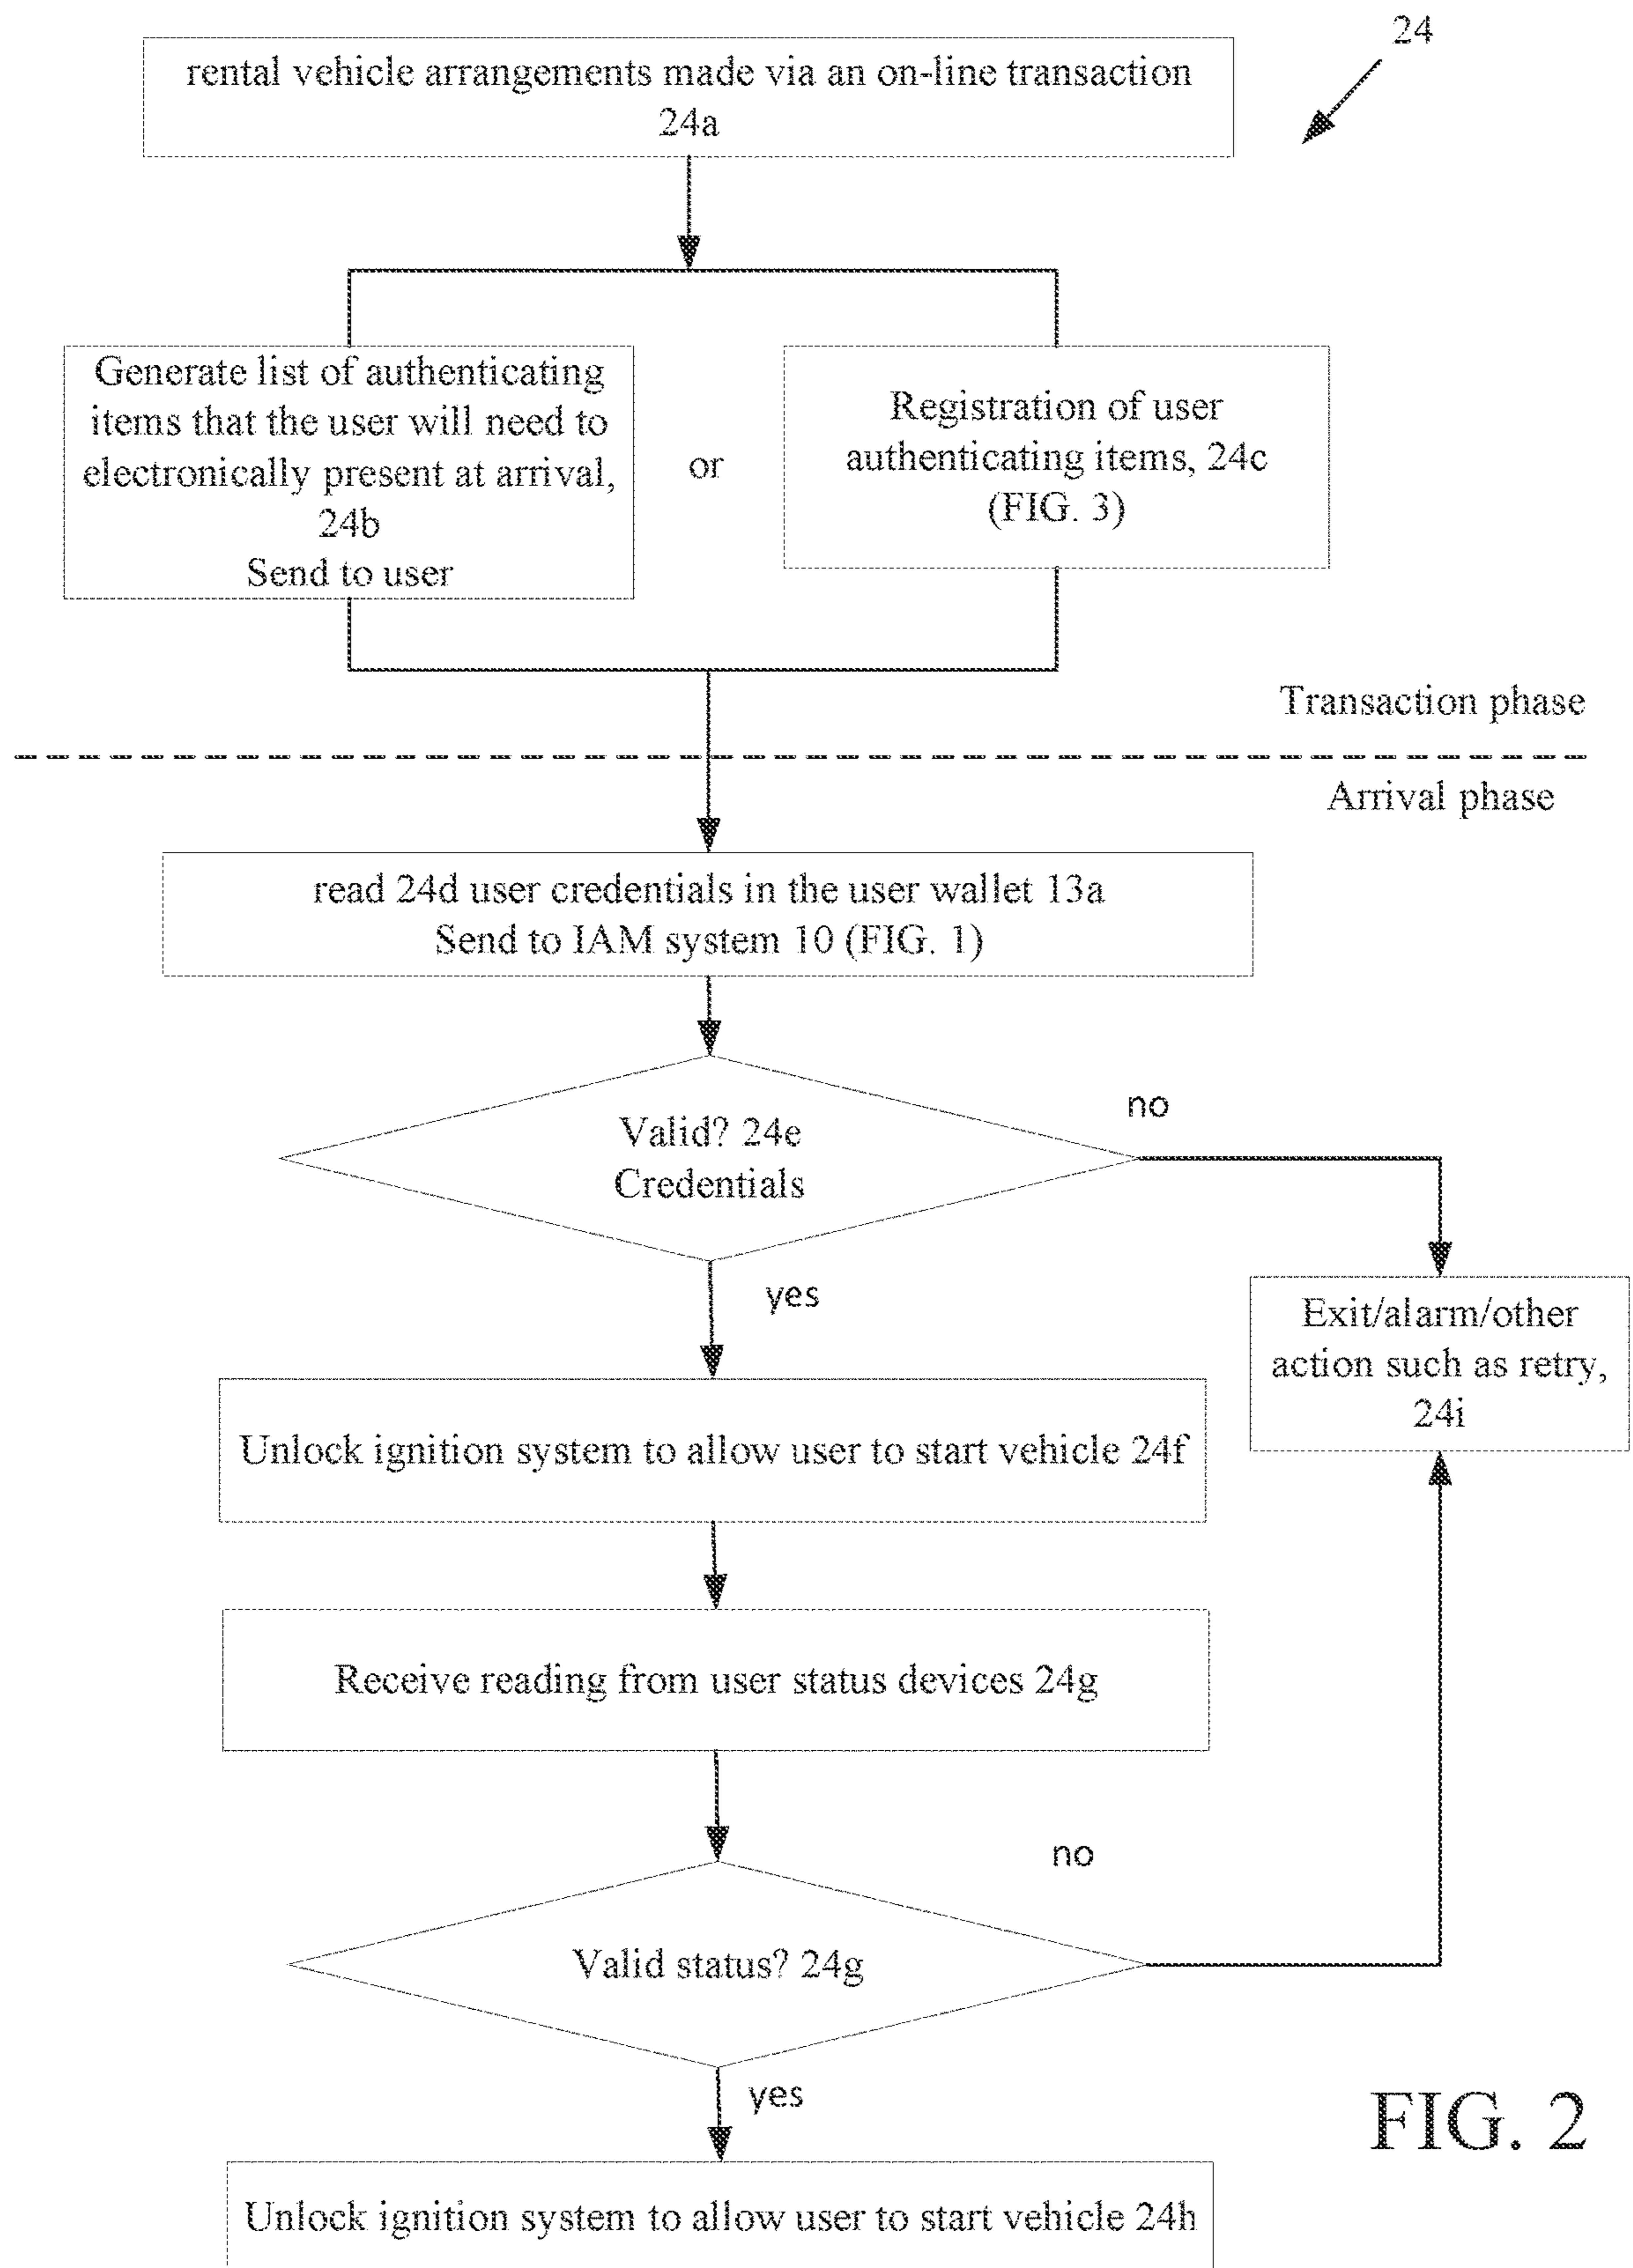 24
rental vehicle arrangements made via an on-line transaction
24a
Generate list of authenticating
items that the user will need to
electronically present at arrival,
24b
Send to user
or
Registration of user
authenticating items, 24c
(FIG. 3)
Transaction phase
Arrival phase
read 24d user credentials in the user wallet 13a
Send to IAM system 10 (FIG. 1)
Valid? 24e
Credentials
no
yes
Exit/alarm/other
action such as retry,
24i
Unlock ignition system to allow user to start vehicle 24f
Receive reading from user status devices 24g
no
Valid status? 24g
yes
FIG. 2
Unlock ignition system to allow user to start vehicle 24h